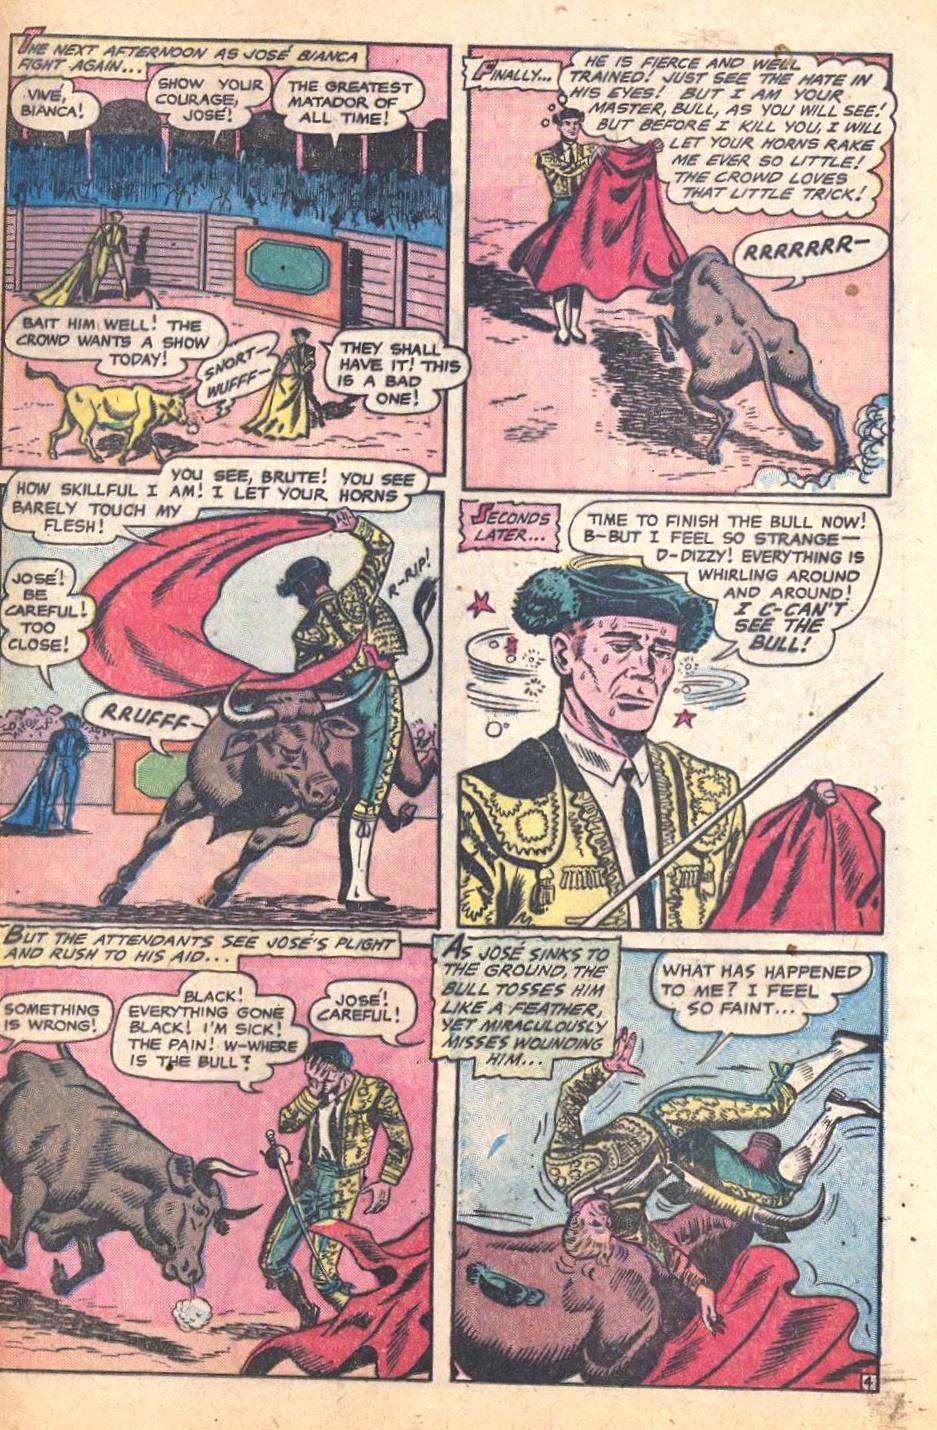 THE NEXT AFTERNOON AS JOSÉ BIANCA
FIGHT AGAIN...
VIVÉ,
BIANCA!
SHOW YOUR
COURAGE,
JOSÉ!
THE GREATEST
MATADOR OF
ALL TIME!
BAIT HIM WELL! THE
CROWD WANTS A SHOW
TODAY!
SNORT-
WUFFF-
THEY SHALL
HAVE IT! THIS
IS A BAD
ONE!
FINALLY...
HE IS FIERCE AND WELL
TRAINED! JUST SEE THE HATE IN
HIS EYES! BUT I AM YOUR
MASTER, BULL, AS YOU WILL SEE!
BUT BEFORE I KILL YOU, I WILL
LET YOUR HORNS RAKE
ME EVER SO LITTLE!
THE CROWD LOVES
THAT LITTLE TRICK!
RRRRRRR-
YOU SEE, BRUTE! YOU SEE
HOW SKILLFUL I AM! I LET YOUR HORNS
BARELY TOUCH MY
FLESH!
JOSÉ!
BE
CAREFUL!
TOO
CLOSE!
R-RIP!
RRUFFF-
SECONDS
LATER...
TIME TO FINISH THE BULL NOW!
B-BUT I FEEL SO STRANGE-
D-DIZZY! EVERYTHING IS
WHIRLING AROUND
AND AROUND!
I C-CAN'T
SEE THE
BULL!
BUT THE ATTENDANTS SEE JOSÉ'S PLIGHT
AND RUSH TO HIS AID...
SOMETHING
IS WRONG!
BLACK!
EVERYTHING GONE
BLACK! I'M SICK!
THE PAIN! W-WHERE
IS THE BULL?
JOSÉ!
CAREFUL!
AS JOSÉ SINKS TO
THE GROUND, THE
BULL TOSSES HIM
LIKE A FEATHER,
YET MIRACULOUSLY
MISSES WOUNDING
HIM...
WHAT HAS HAPPENED
TO ME? I FEEL
SO FAINT...
4